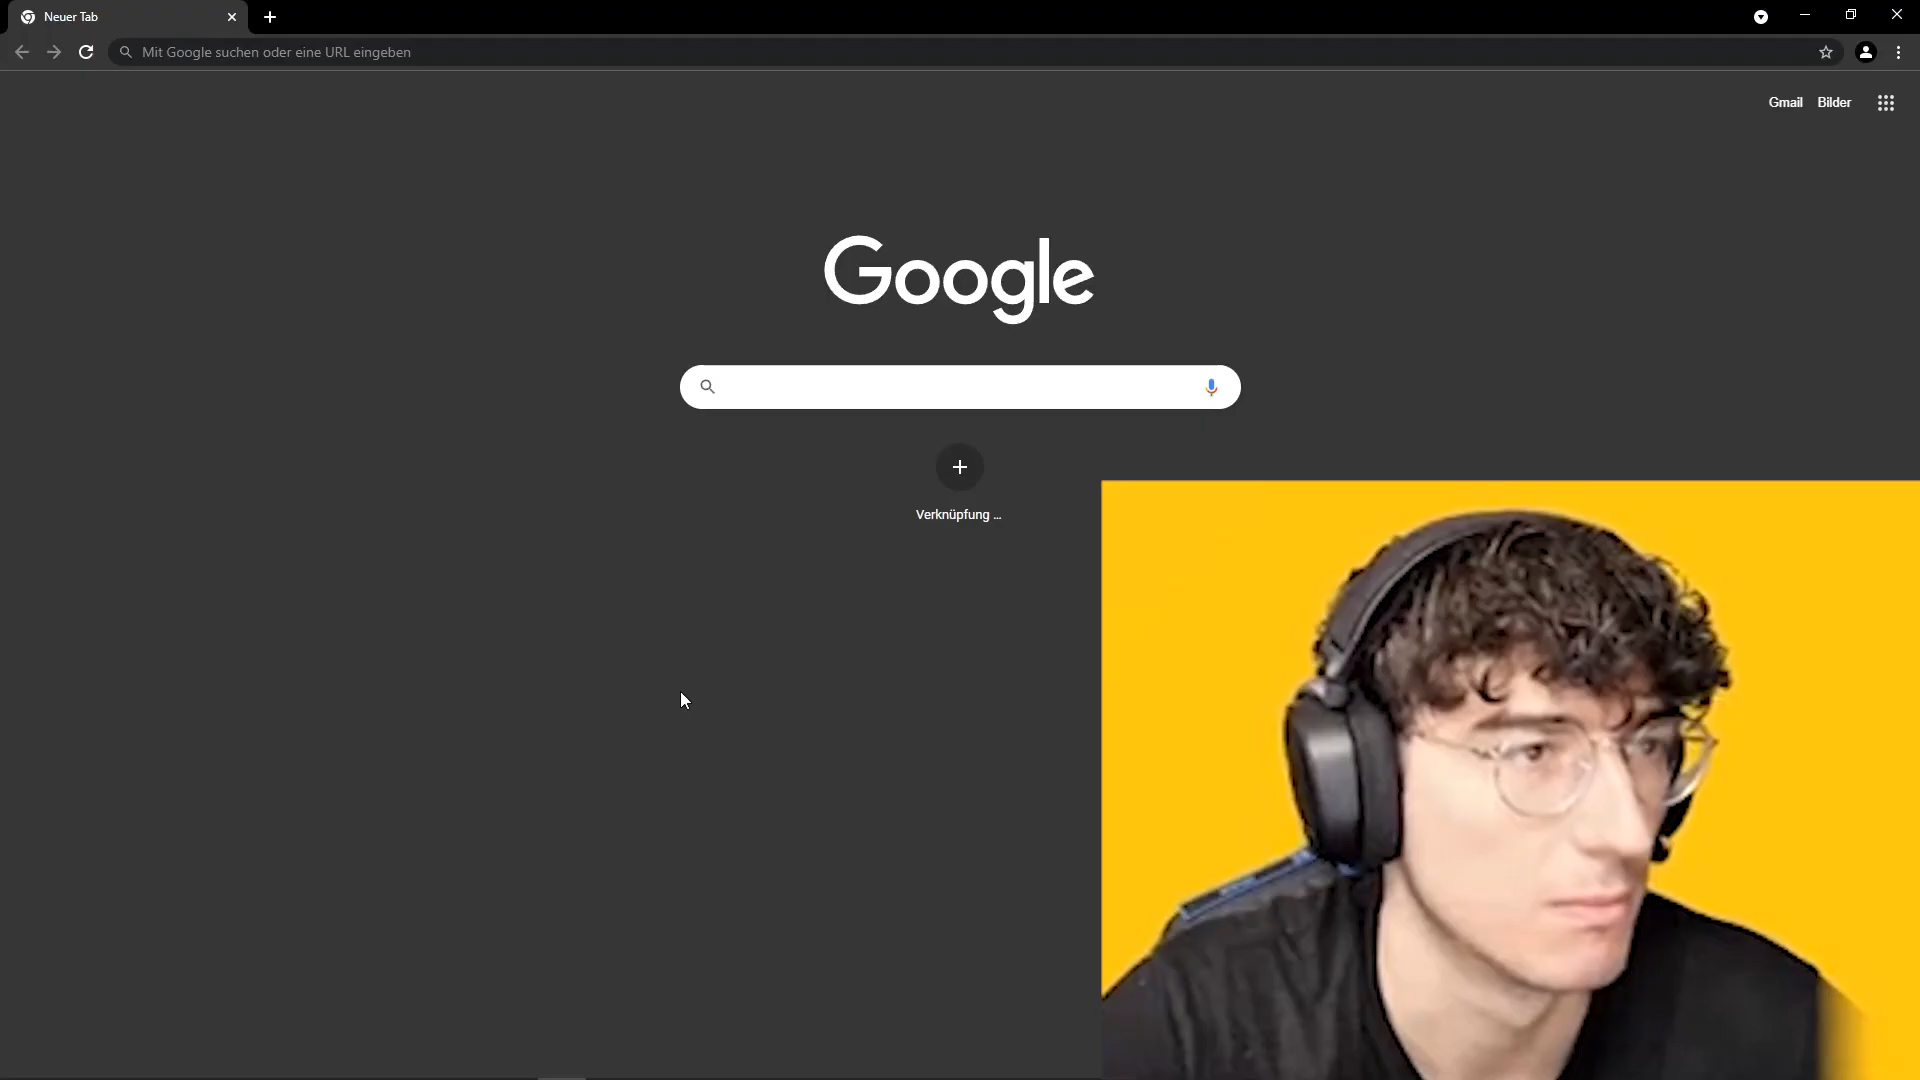 Neuer Tab
Mit Google suchen oder eine URL eingeben
Gmail Bilder
Google
Verknüpfung ...